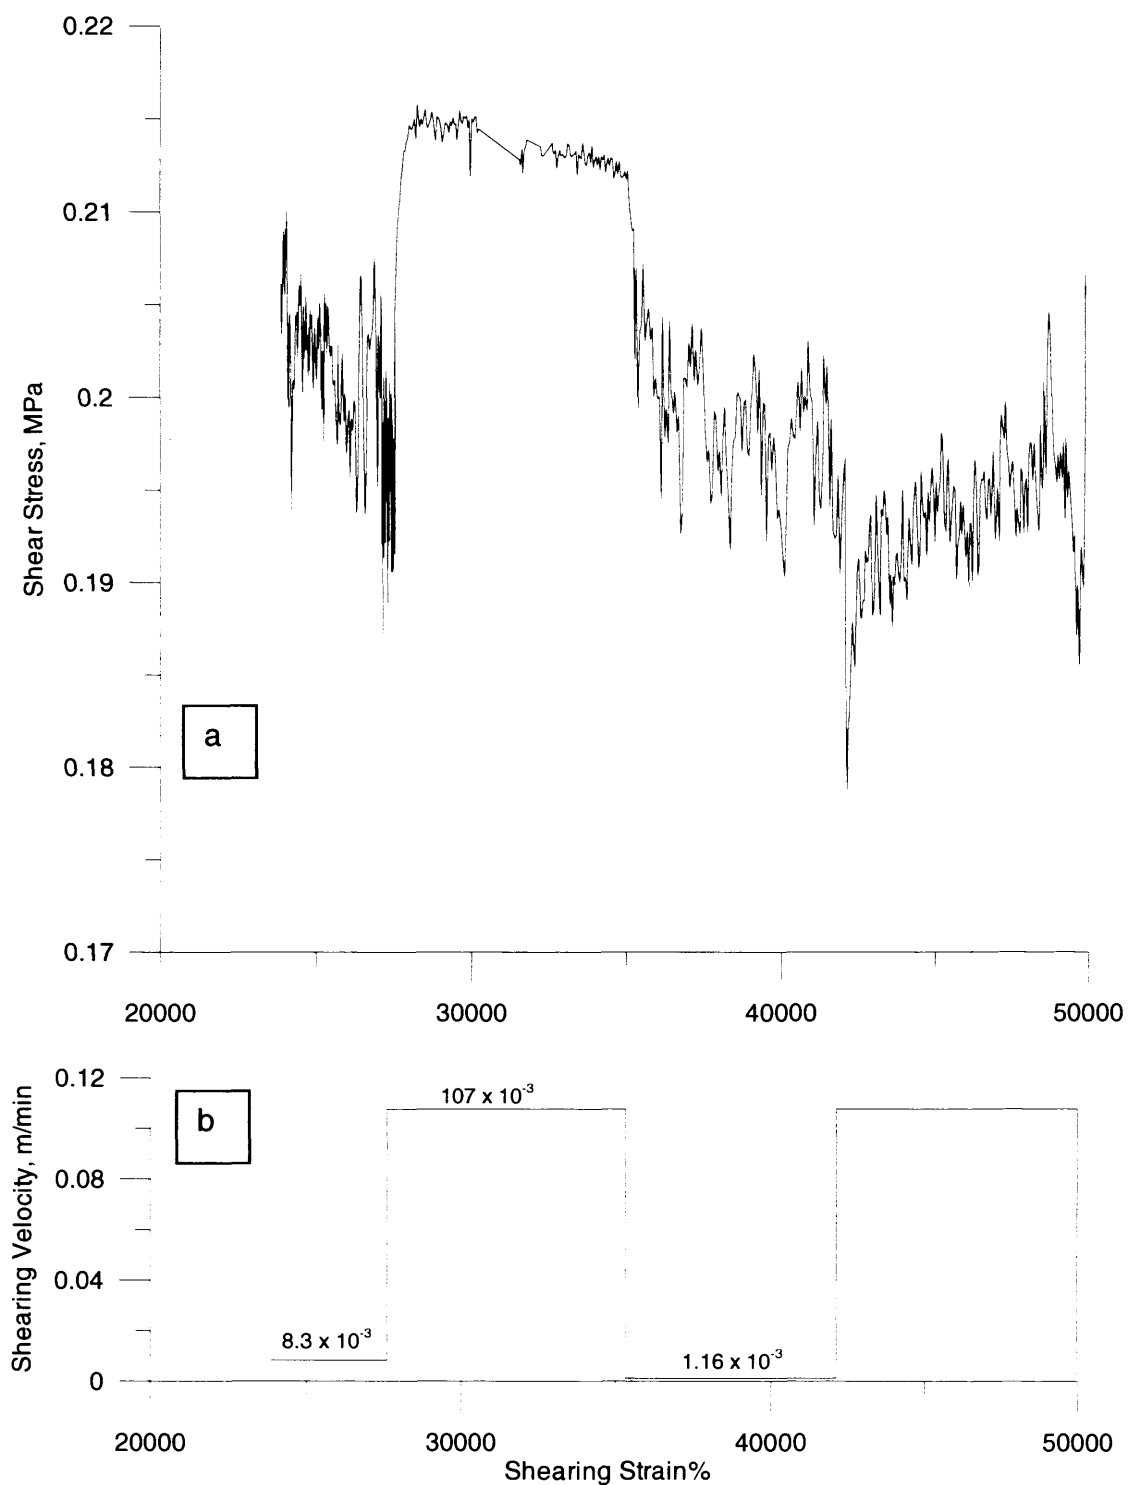 0.22
0.21
0.2
0.19
0.18
0.17
Shear Stress, MPa
a
20000 30000 40000 50000
0.12
0.08
0.04
0
Shearing Velocity, m/min
b
107 x 10⁻³
8.3 x 10⁻³
1.16 x 10⁻³
20000 30000 40000 50000
Shearing Strain%